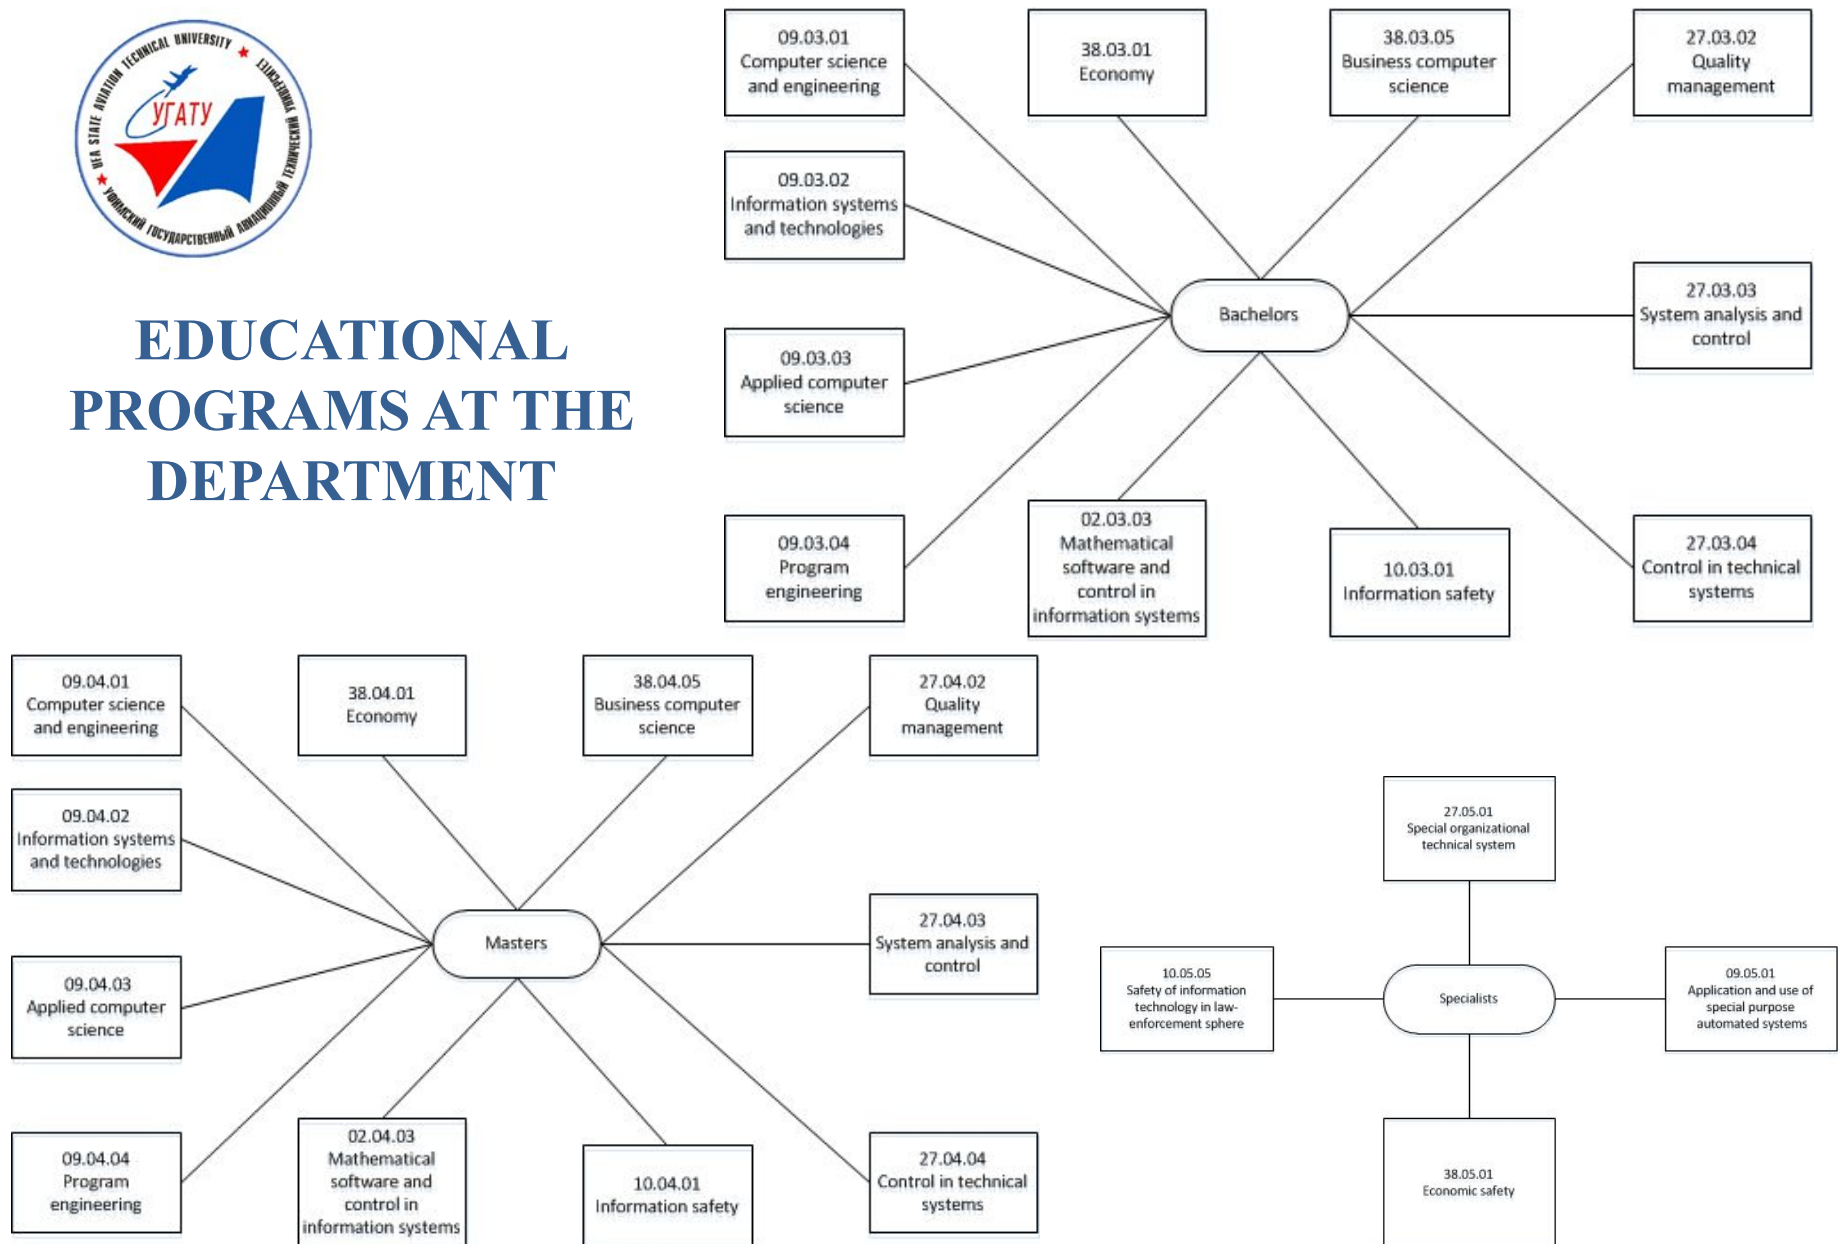 UFA STATE AVIATION TECHNICAL UNIVERSITY
УФИМСКИЙ ГОСУДАРСТВЕННЫЙ АВИАЦИОННЫЙ ТЕХНИЧЕСКИЙ УНИВЕРСИТЕТ
УГАТУ
EDUCATIONAL
PROGRAMS AT THE
DEPARTMENT
09.03.01
Computer science
and engineering
38.03.01
Economy
38.03.05
Business computer
science
27.03.02
Quality
management
09.03.02
Information systems
and technologies
Bachelors
27.03.03
System analysis and
control
09.03.03
Applied computer
science
09.03.04
Program
engineering
02.03.03
Mathematical
software and
control in
information systems
10.03.01
Information safety
27.03.04
Control in technical
systems
09.04.01
Computer science
and engineering
38.04.01
Economy
38.04.05
Business computer
science
27.04.02
Quality
management
09.04.02
Information systems
and technologies
Masters
27.04.03
System analysis and
control
09.04.03
Applied computer
science
09.04.04
Program
engineering
02.04.03
Mathematical
software and
control in
information systems
10.04.01
Information safety
27.04.04
Control in technical
systems
27.05.01
Special organizational
technical system
10.05.05
Safety of information
technology in law-
enforcement sphere
Specialists
09.05.01
Application and use of
special purpose
automated systems
38.05.01
Economic safety